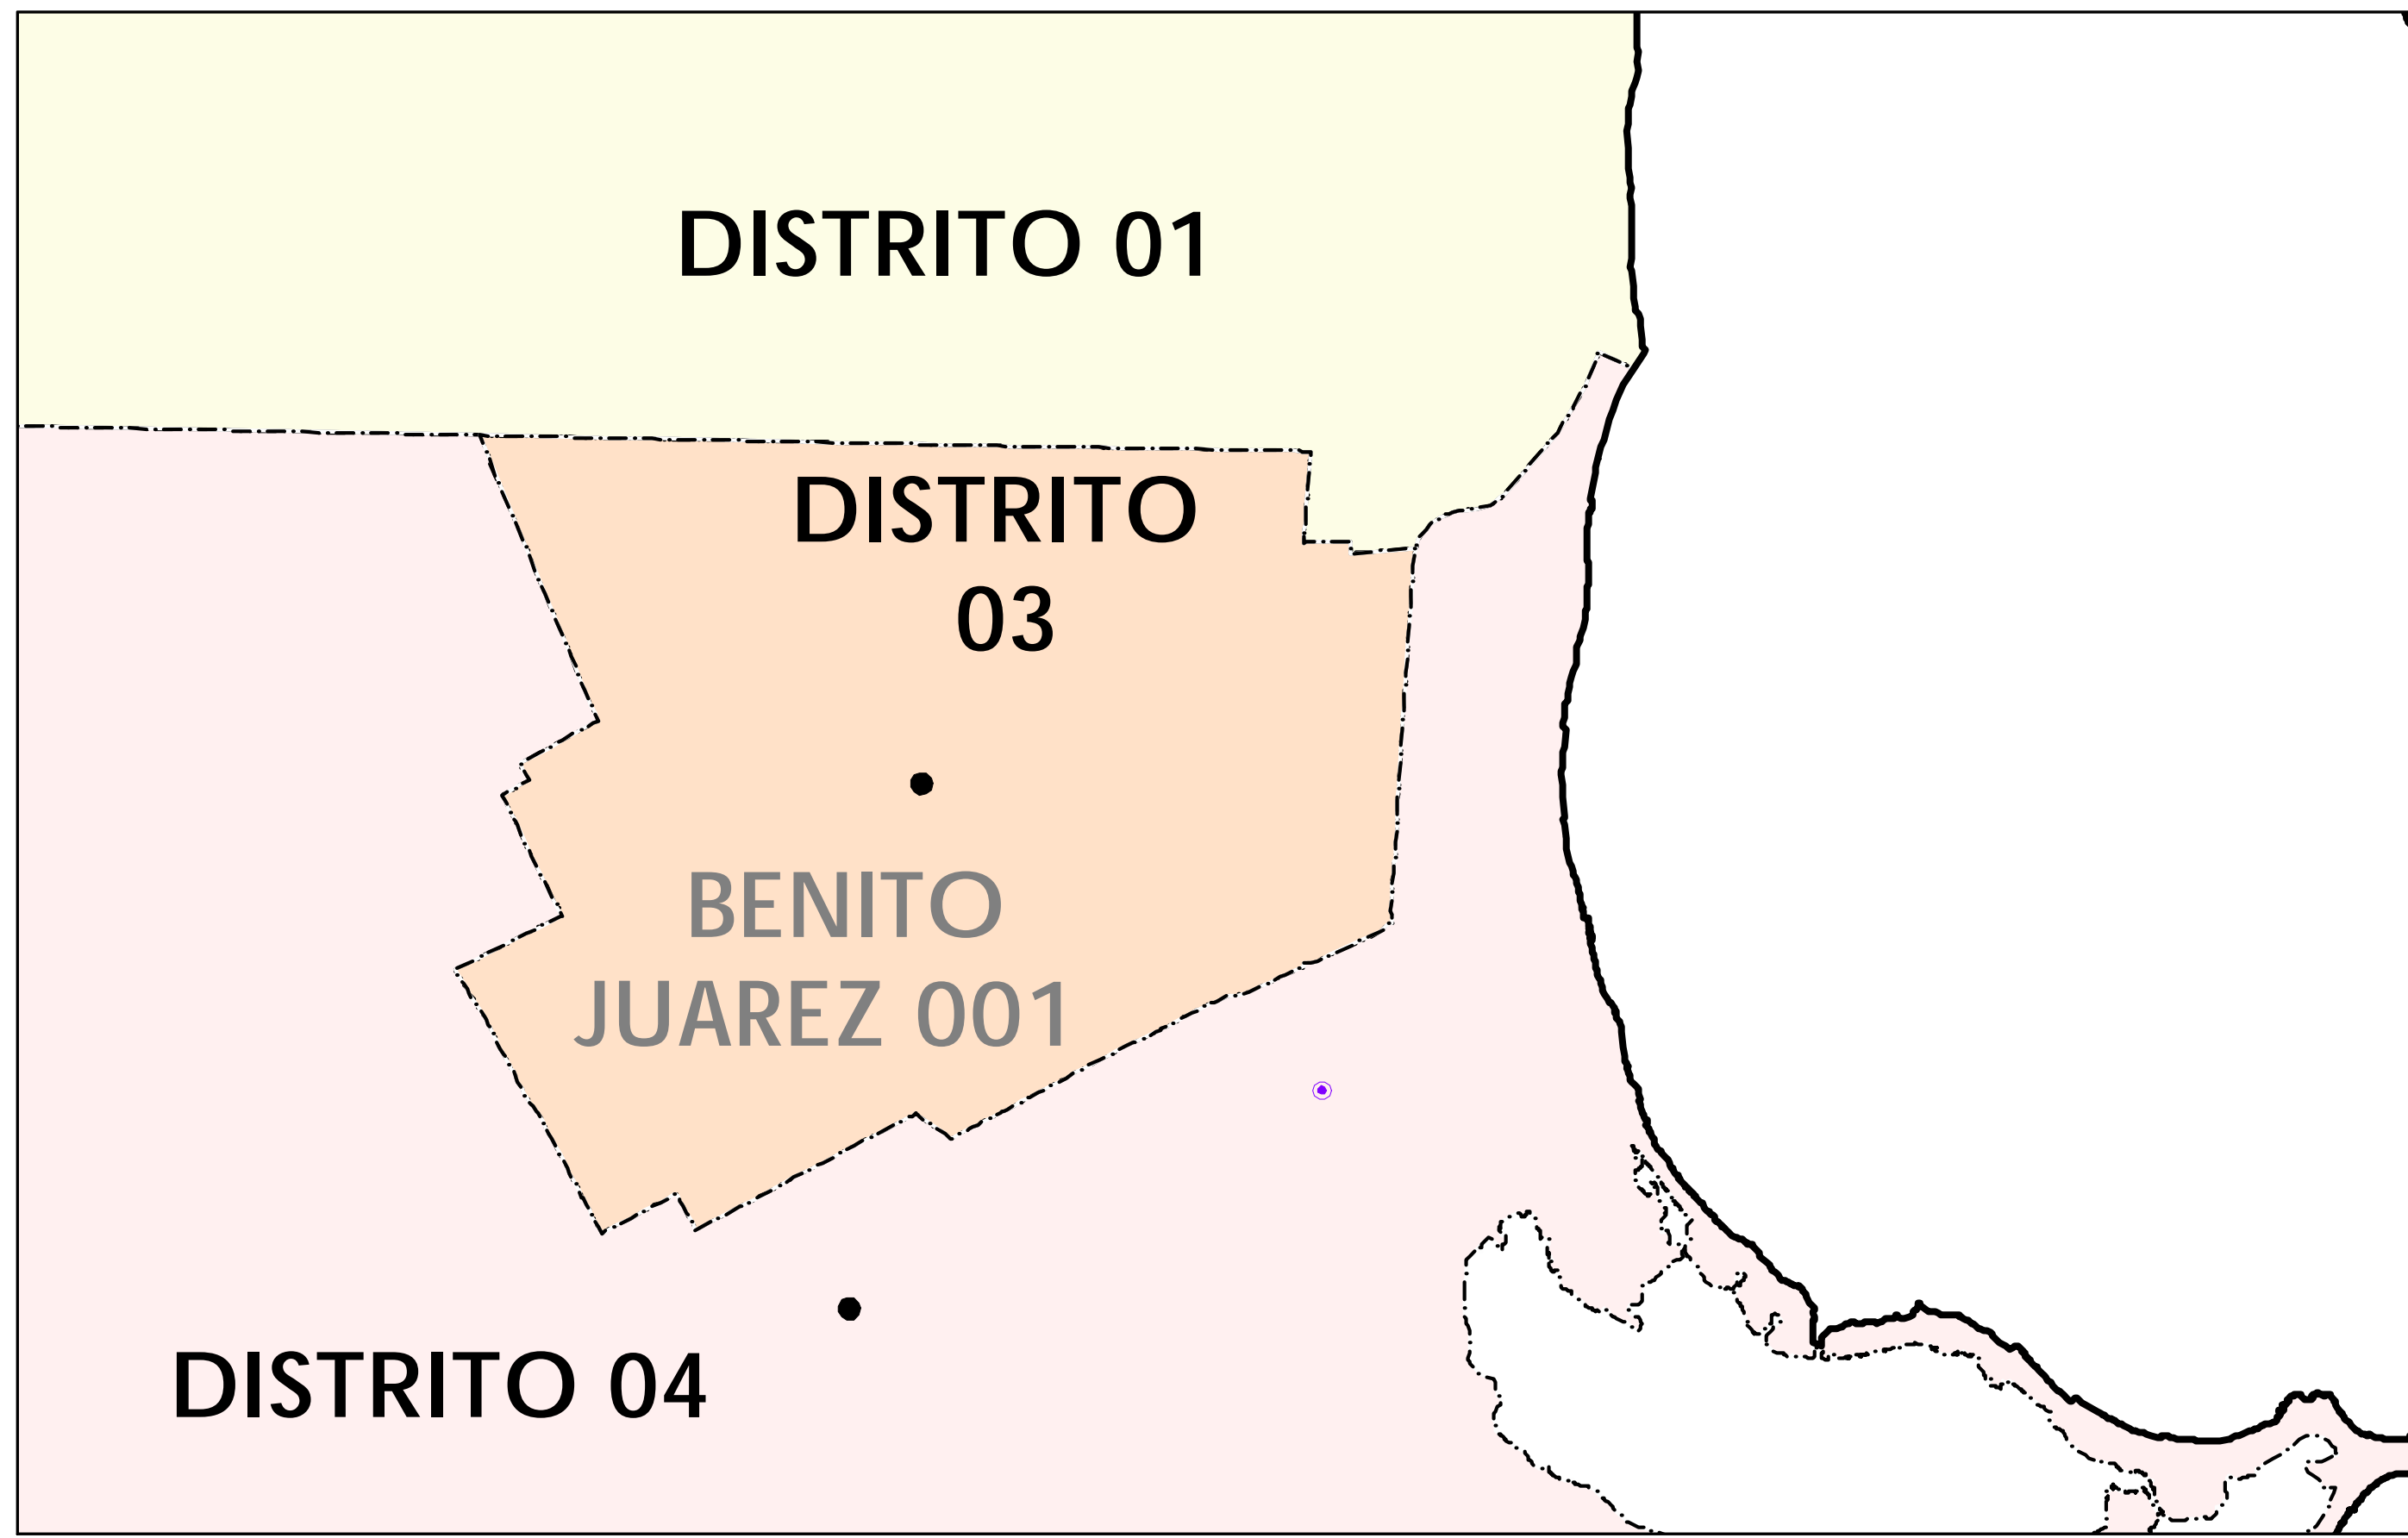 DISTRITO 01
DISTRITO
03
BENITO
JUAREZ 001
DISTRITO 04